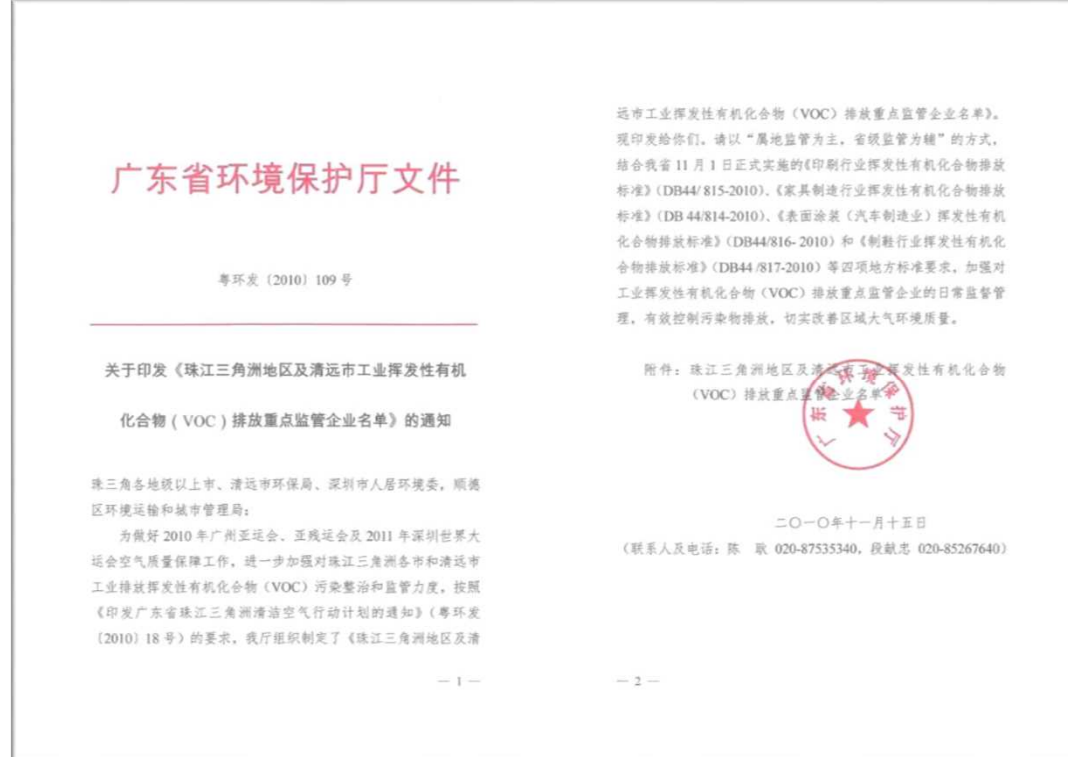 广东省环境保护厅文件
粤环发〔2010〕109 号
关于印发《珠江三角洲地区及清远市工业挥发性有机
化合物（VOC）排放重点监管企业名单》的通知
珠三角各地级以上市、清远市环保局、深圳市人居环境委，顺德
区环境运输和城市管理局：
为做好 2010 年广州亚运会、亚残运会及 2011 年深圳世界大
运会空气质量保障工作，进一步加强对珠江三角洲各市和清远市
工业排放挥发性有机化合物（VOC）污染整治和监管力度，按照
《印发广东省珠江三角洲清洁空气行动计划的通知》（粤环发
〔2010〕18 号）的要求，我厅组织制定了《珠江三角洲地区及清
— 1 —
远市工业挥发性有机化合物（VOC）排放重点监管企业名单》。
现印发给你们。请以“属地监管为主，省级监管为辅”的方式，
结合我省 11 月 1 日正式实施的《印刷行业挥发性有机化合物排放
标准》（DB44/ 815-2010）、《家具制造行业挥发性有机化合物排放
标准》（DB 44/814-2010）、《表面涂装（汽车制造业）挥发性有机
化合物排放标准》（DB44/816- 2010）和《制鞋行业挥发性有机化
合物排放标准》（DB44 /817-2010）等四项地方标准要求，加强对
工业挥发性有机化合物（VOC）排放重点监管企业的日常监督管
理，有效控制污染物排放，切实改善区域大气环境质量。
附件：珠江三角洲地区及清远市工业挥发性有机化合物
（VOC）排放重点监管企业名单
广东省环境保护厅
二〇一〇年十一月十五日
（联系人及电话：陈 耿 020-87535340，段献忠 020-85267640）
— 2 —